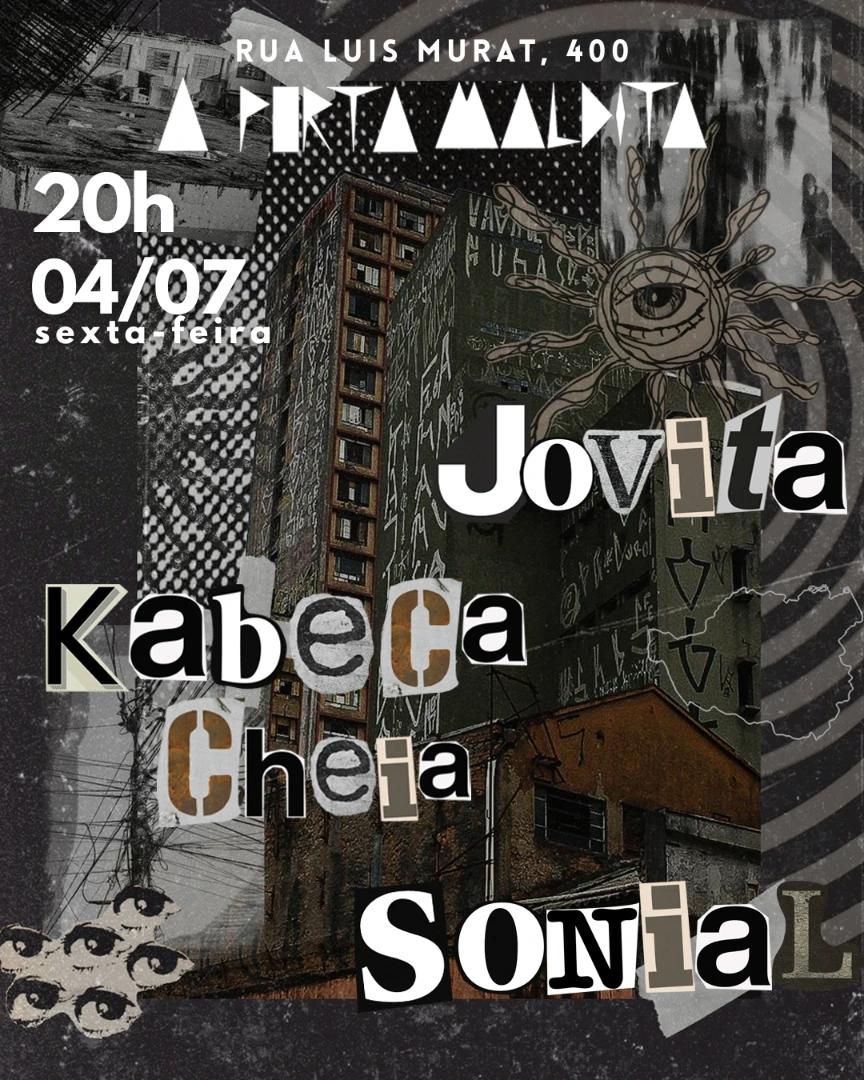 RUA LUIS MURAT, 400
A PORTA MALDITA
20h
04/07
sexta-feira
Jovita
Kabeca
Cheia
SoNiaL